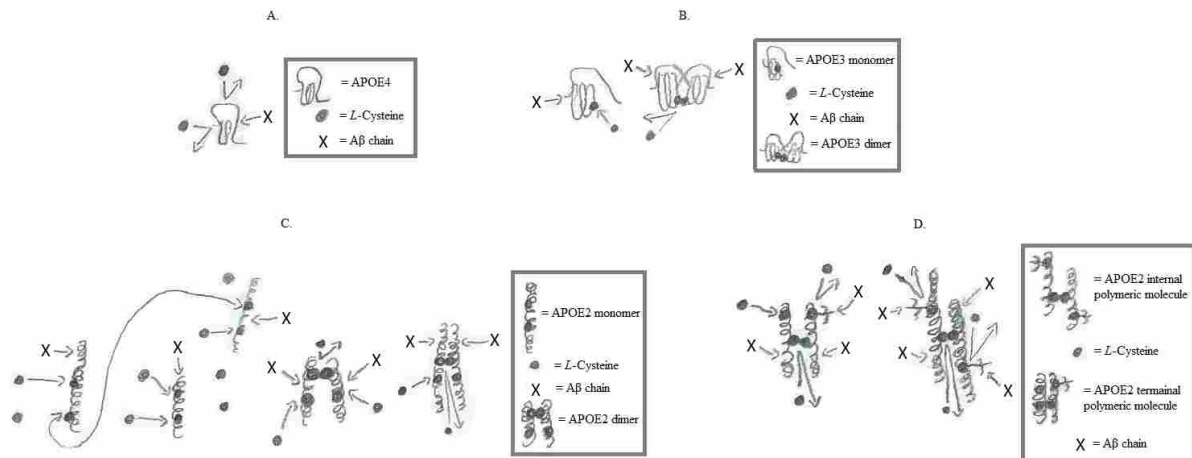 A.
= APOE4
= L-Cysteine
X = Aβ chain
X
B.
X
X
X
= APOE3 monomer
= L-Cysteine
X = Aβ chain
= APOE3 dimer
C.
X
X
X
X
X
X
X
= APOE2 monomer
= L-Cysteine
X = Aβ chain
= APOE2 dimer
D.
X
X
X
X
X
X
X
= APOE2 internal
polymeric molecule
= L-Cysteine
= APOE2 termainal
polymeric molecule
X = Aβ chain